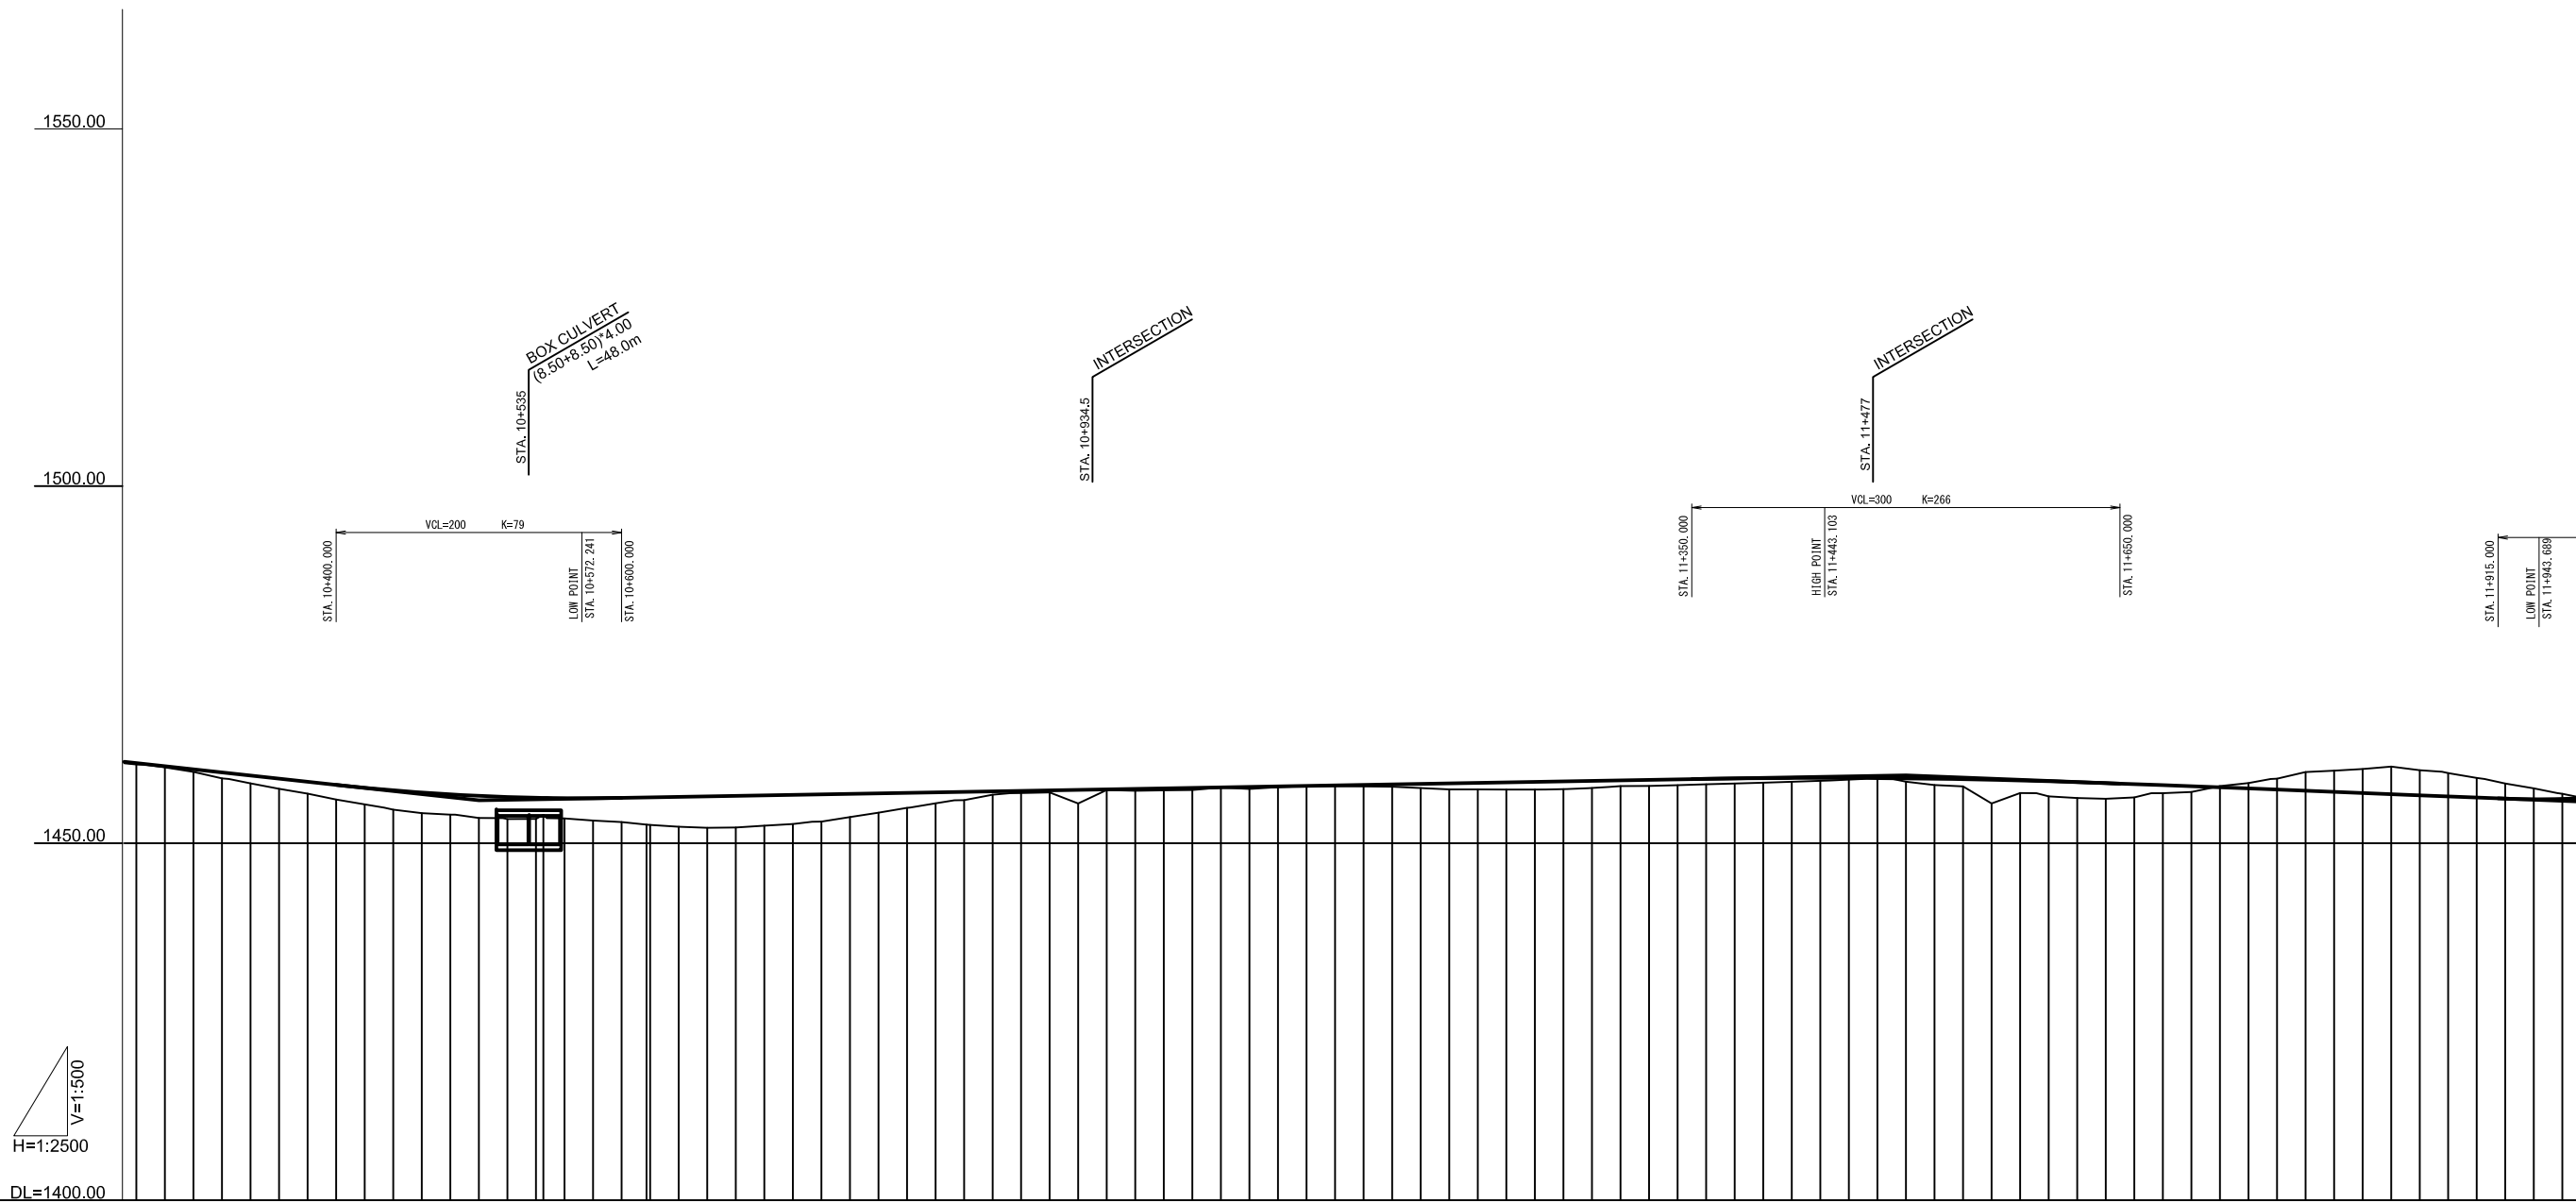 1550.00
BOX CULVERT
(8.50+8.50)*4.00
L=48.0m
STA. 10+535
INTERSECTION
STA. 10+934.5
INTERSECTION
STA. 11+477
1500.00
VCL=200 K=79
STA.10+400.000
LOW POINT
STA.10+572.241
STA.10+600.000
VCL=300 K=266
STA.11+350.000
HIGH POINT
STA.11+443.103
STA.11+650.000
STA.11+915.000
LOW POINT
STA.11+943.689
1450.00
V=1:500
H=1:2500
DL=1400.00